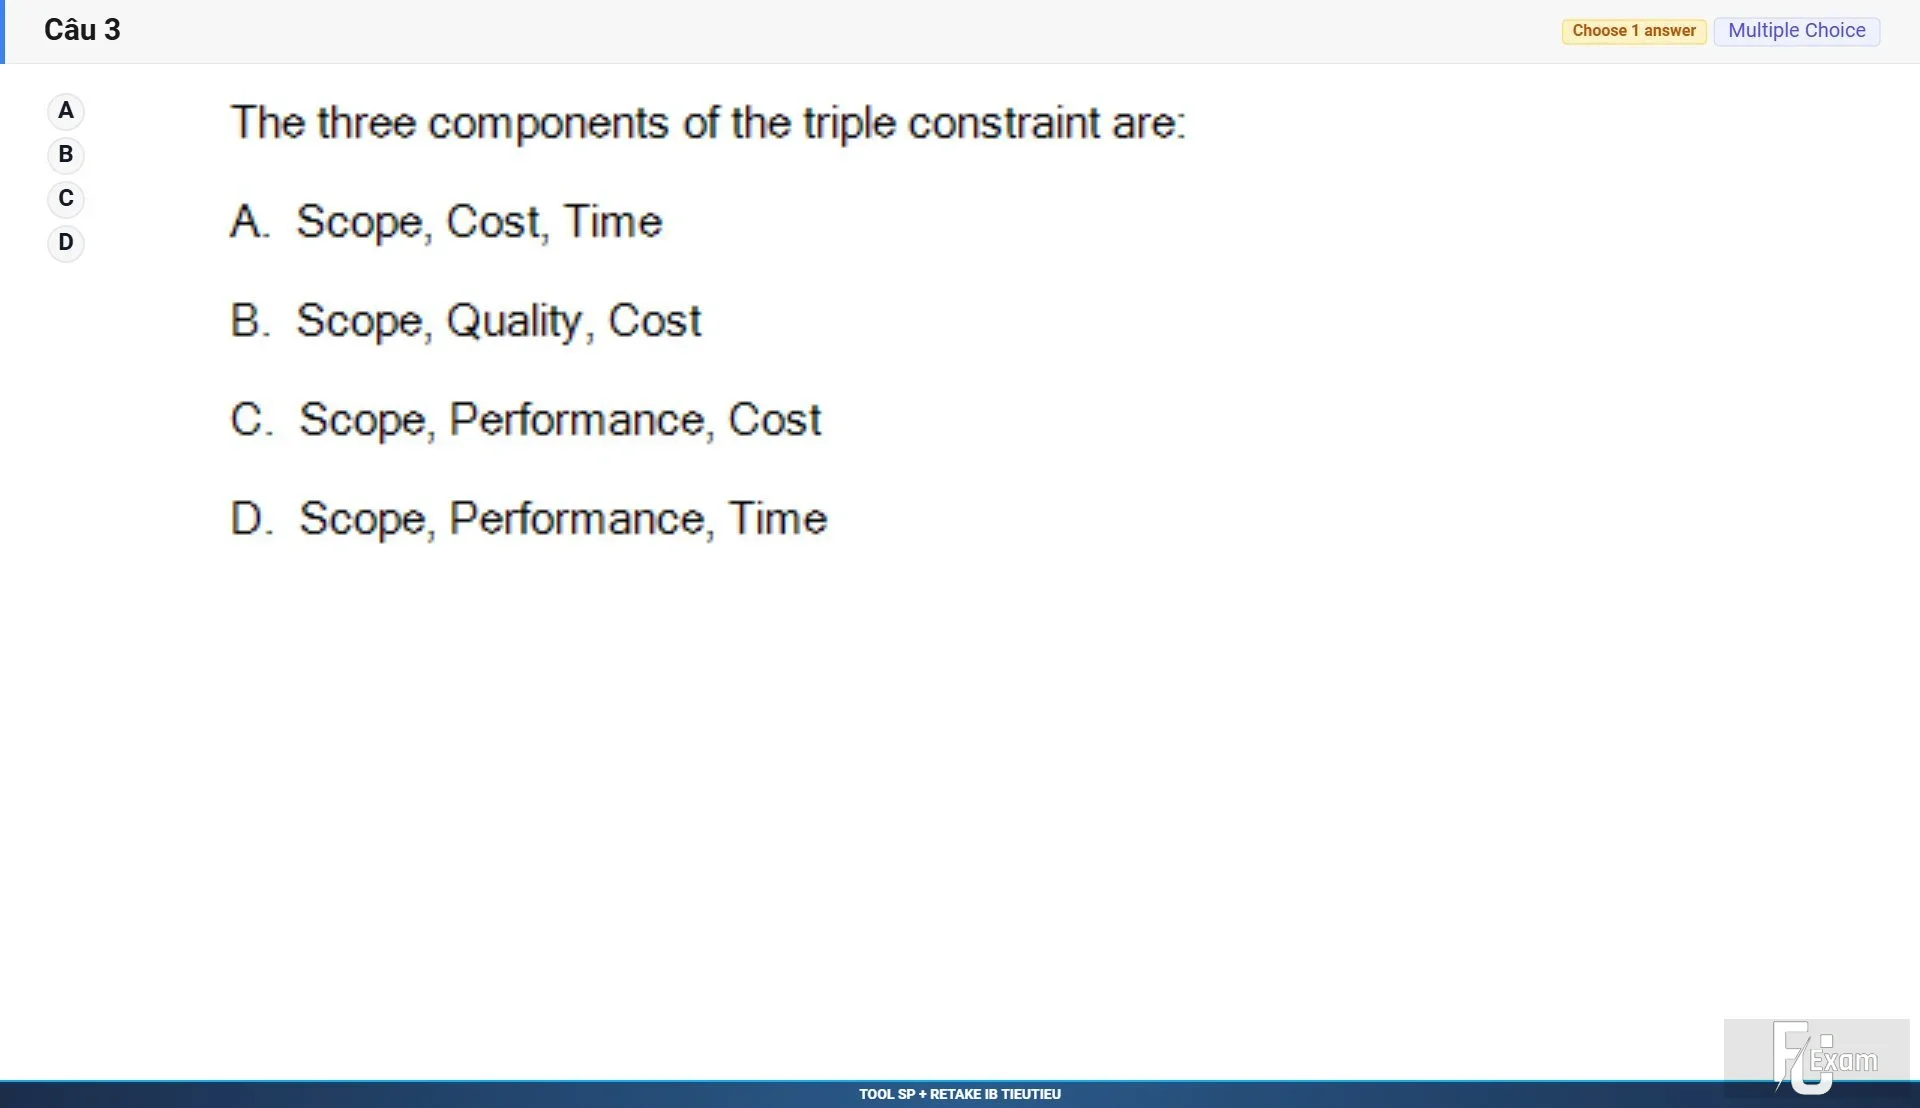 Câu 3
Choose 1 answer
Multiple Choice
A
B
C
D
The three components of the triple constraint are:
A. Scope, Cost, Time
B. Scope, Quality, Cost
C. Scope, Performance, Cost
D. Scope, Performance, Time
FU Exam
TOOL SP + RETAKE IB TIEUTIEU